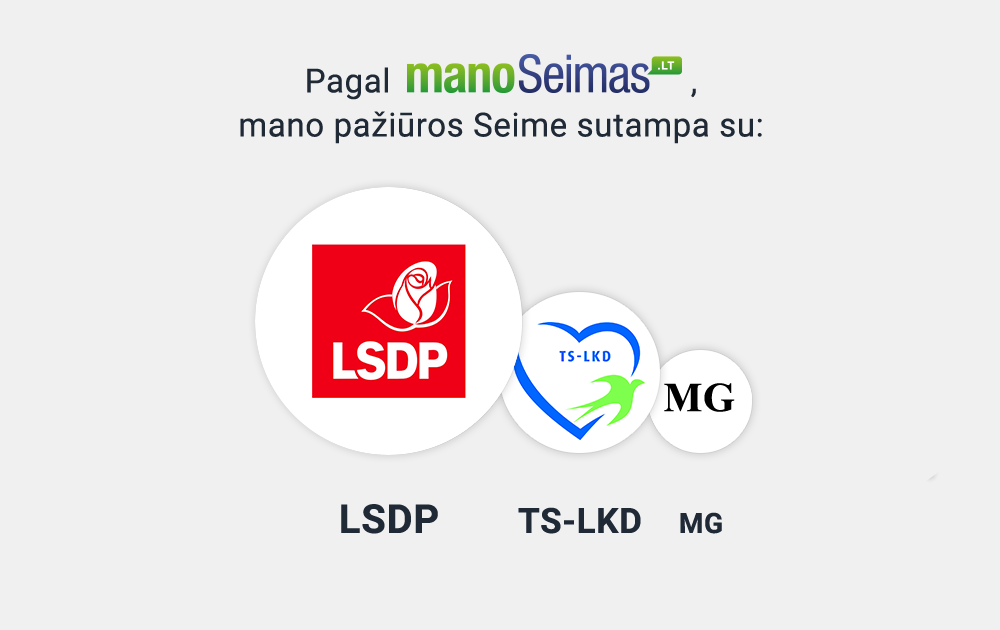 Pagal manoSeimas.LT ,
mano pažiūros Seime sutampa su:
LSDP
TS-LKD
MG
LSDP TS-LKD MG